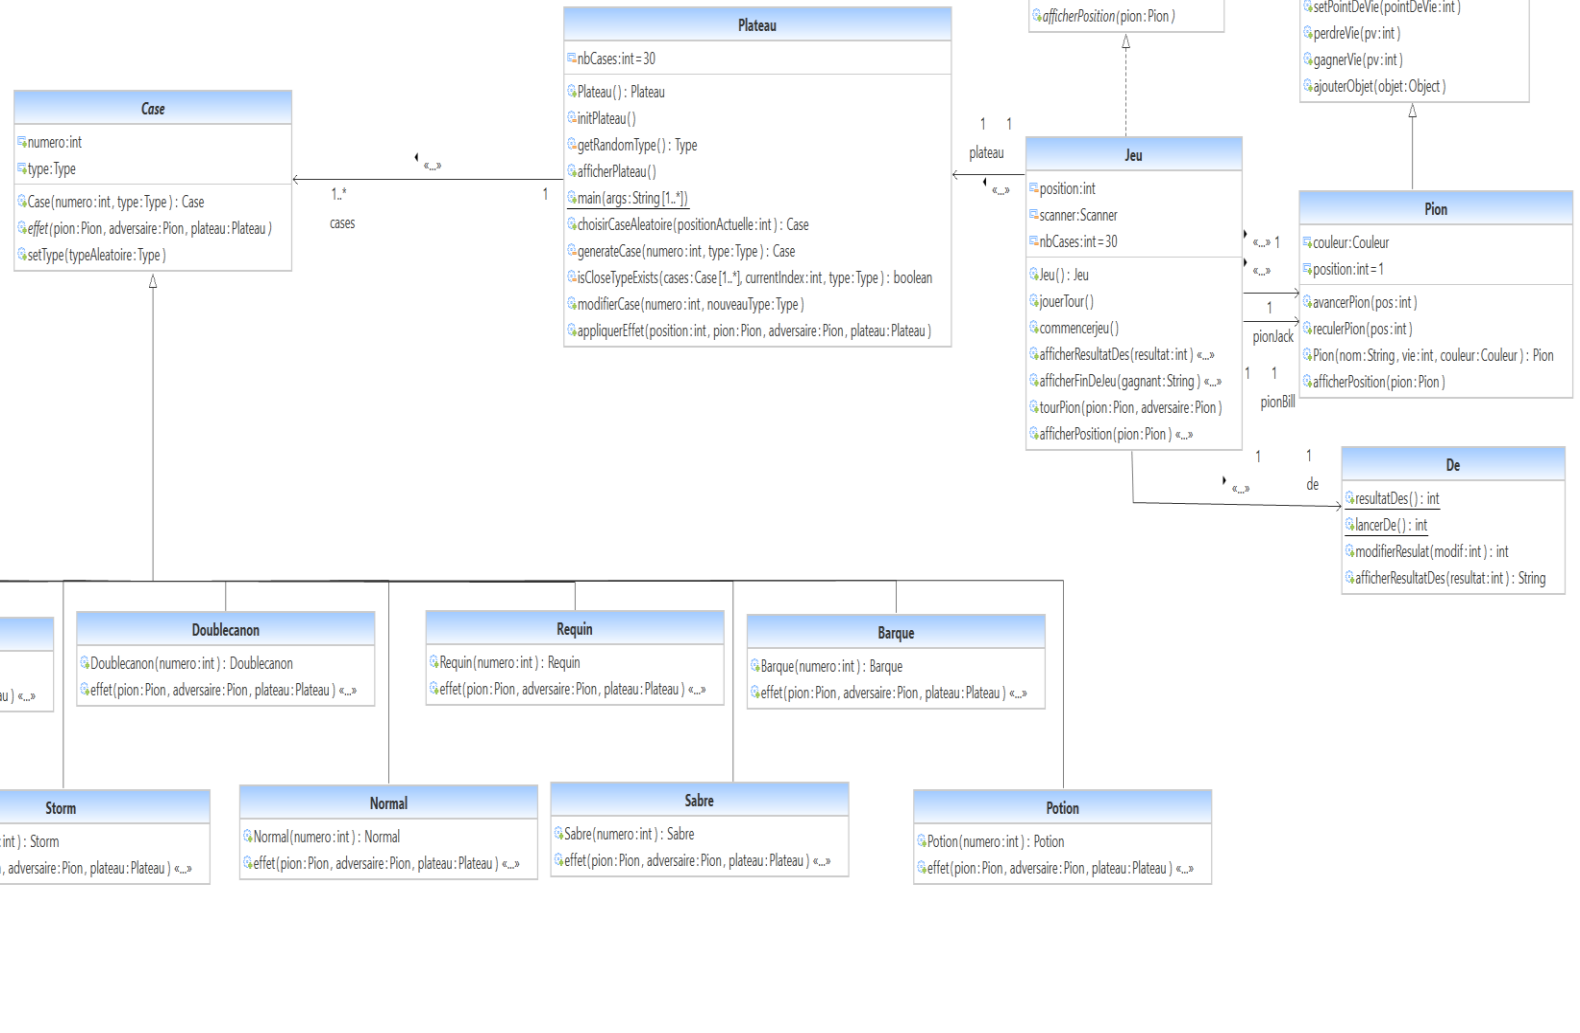 afficherPosition(pion:Pion)
setPointDeVie(pointDeVie:int)
perdreVie(pv:int)
gagnerVie(pv:int)
ajouterObjet(objet:Object)
Plateau
nbCases:int=30
Plateau() : Plateau
initPlateau()
getRandomType() : Type
afficherPlateau()
main(args:String[1..*])
choisirCaseAleatoire(positionActuelle:int) : Case
generateCase(numero:int, type:Type) : Case
isCloseTypeExists(cases:Case[1..*], currentIndex:int, type:Type) : boolean
modifierCase(numero:int, nouveauType:Type)
appliquerEffet(position:int, pion:Pion, adversaire:Pion, plateau:Plateau)
Case
numero:int
type:Type
Case(numero:int, type:Type) : Case
effet(pion:Pion, adversaire:Pion, plateau:Plateau)
setType(typeAleatoire:Type)
«...»
1..*
1
cases
1 1
plateau
«...»
Jeu
position:int
scanner:Scanner
nbCases:int=30
Jeu() : Jeu
jouerTour()
commencerjeu()
afficherResultatDes(resultat:int) «...»
afficherFinDeJeu(gagnant:String) «...»
tourPion(pion:Pion, adversaire:Pion)
afficherPosition(pion:Pion) «...»
«...» 1
«...»
1
pionJack
1 1
pionBill
Pion
couleur:Couleur
position:int=1
avancerPion(pos:int)
reculerPion(pos:int)
Pion(nom:String, vie:int, couleur:Couleur) : Pion
afficherPosition(pion:Pion)
1 1
«...» de
De
resultatDes() : int
lancerDe() : int
modifierResulat(modif:int) : int
afficherResultatDes(resultat:int) : String
au) «...»
Doublecanon
Doublecanon(numero:int) : Doublecanon
effet(pion:Pion, adversaire:Pion, plateau:Plateau) «...»
Requin
Requin(numero:int) : Requin
effet(pion:Pion, adversaire:Pion, plateau:Plateau) «...»
Barque
Barque(numero:int) : Barque
effet(pion:Pion, adversaire:Pion, plateau:Plateau) «...»
Storm
:int) : Storm
, adversaire:Pion, plateau:Plateau) «...»
Normal
Normal(numero:int) : Normal
effet(pion:Pion, adversaire:Pion, plateau:Plateau) «...»
Sabre
Sabre(numero:int) : Sabre
effet(pion:Pion, adversaire:Pion, plateau:Plateau) «...»
Potion
Potion(numero:int) : Potion
effet(pion:Pion, adversaire:Pion, plateau:Plateau) «...»